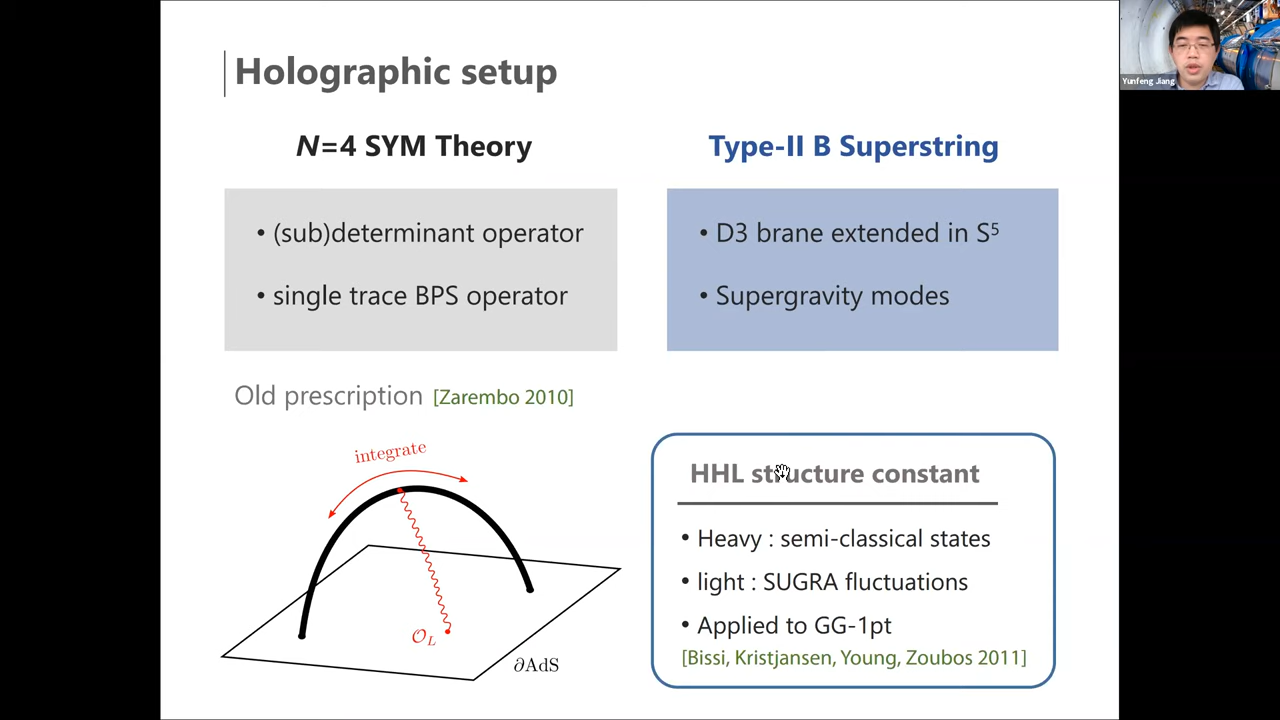 Holographic setup
N=4 SYM Theory
Type-II B Superstring
• (sub)determinant operator
• single trace BPS operator
• D3 brane extended in S⁵
• Supergravity modes
Old prescription [Zarembo 2010]
integrate
𝒪_L
∂AdS
HHL structure constant
• Heavy : semi-classical states
• light : SUGRA fluctuations
• Applied to GG-1pt
[Bissi, Kristjansen, Young, Zoubos 2011]
Yunfeng Jiang